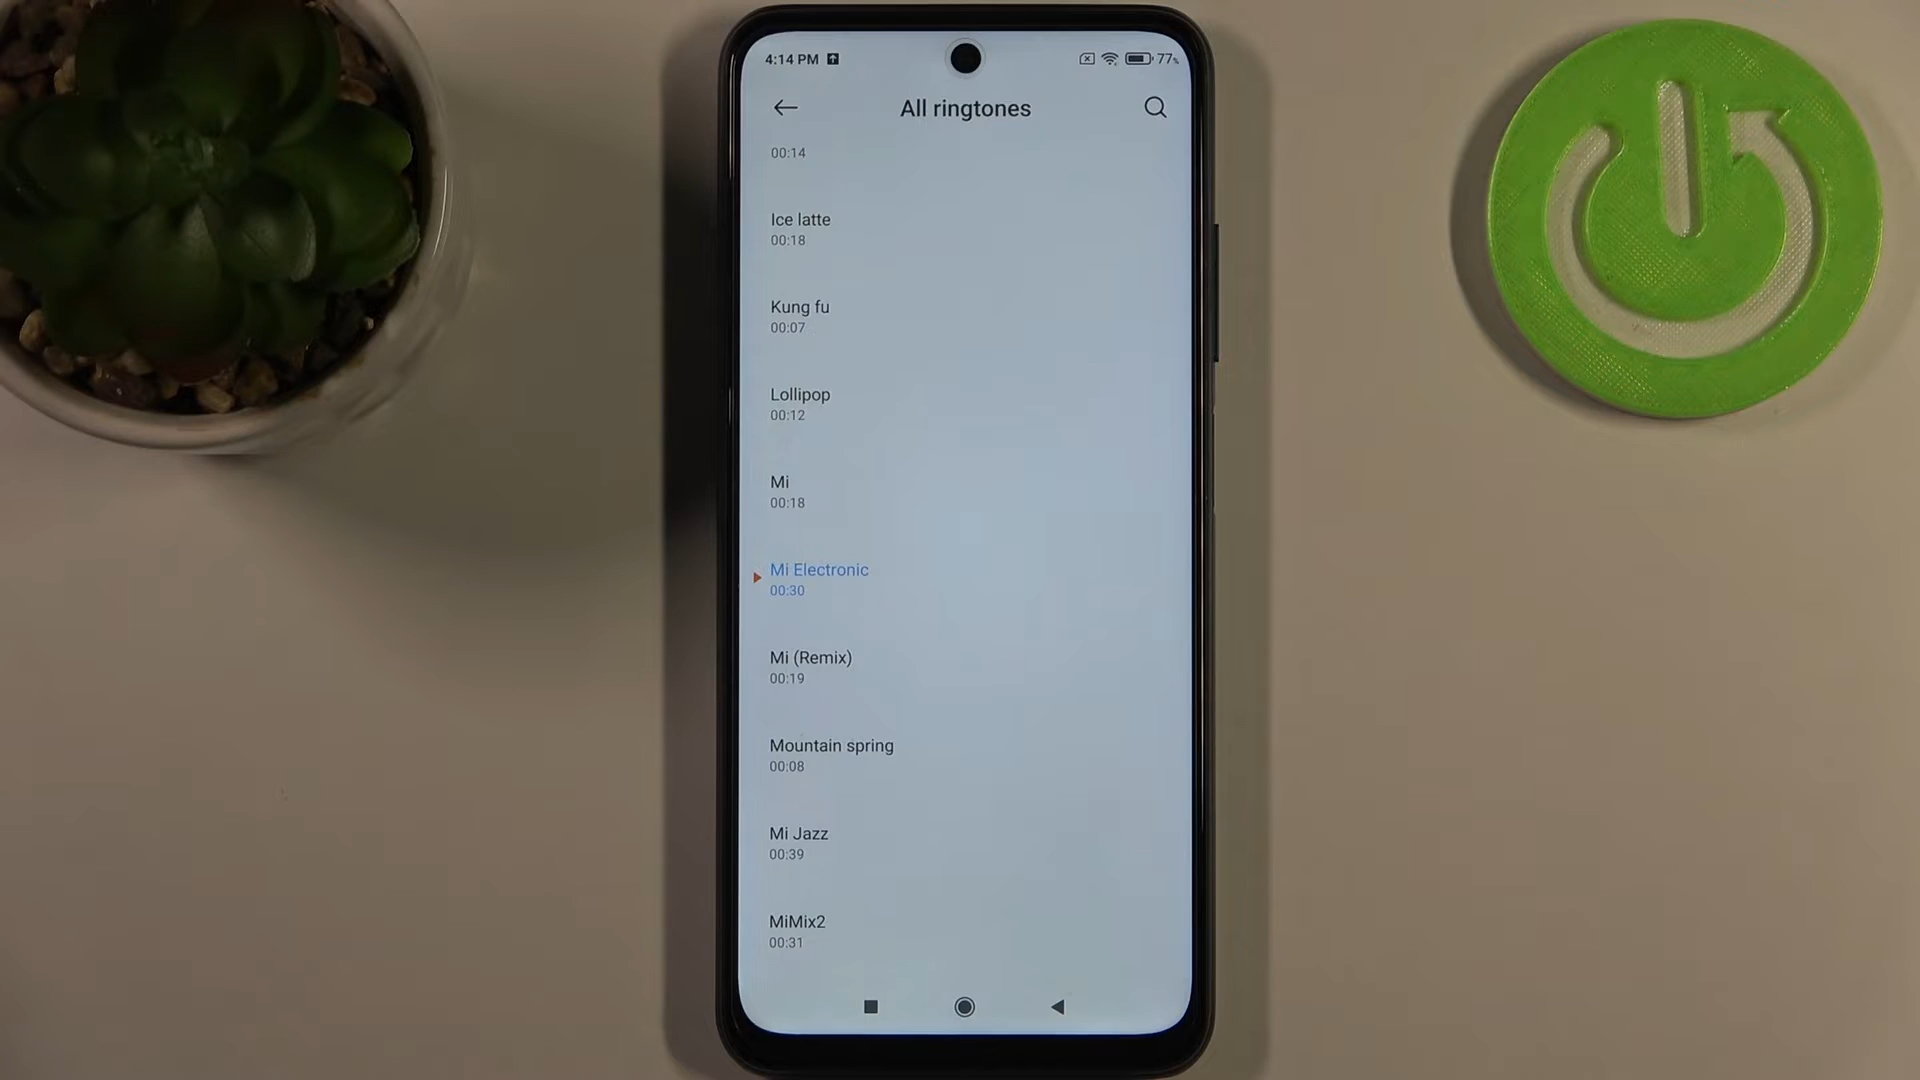 4:14 PM 77%
All ringtones
00:14
Ice latte
00:18
Kung fu
00:07
Lollipop
00:12
Mi
00:18
Mi Electronic
00:30
Mi (Remix)
00:19
Mountain spring
00:08
Mi Jazz
00:39
MiMix2
00:31